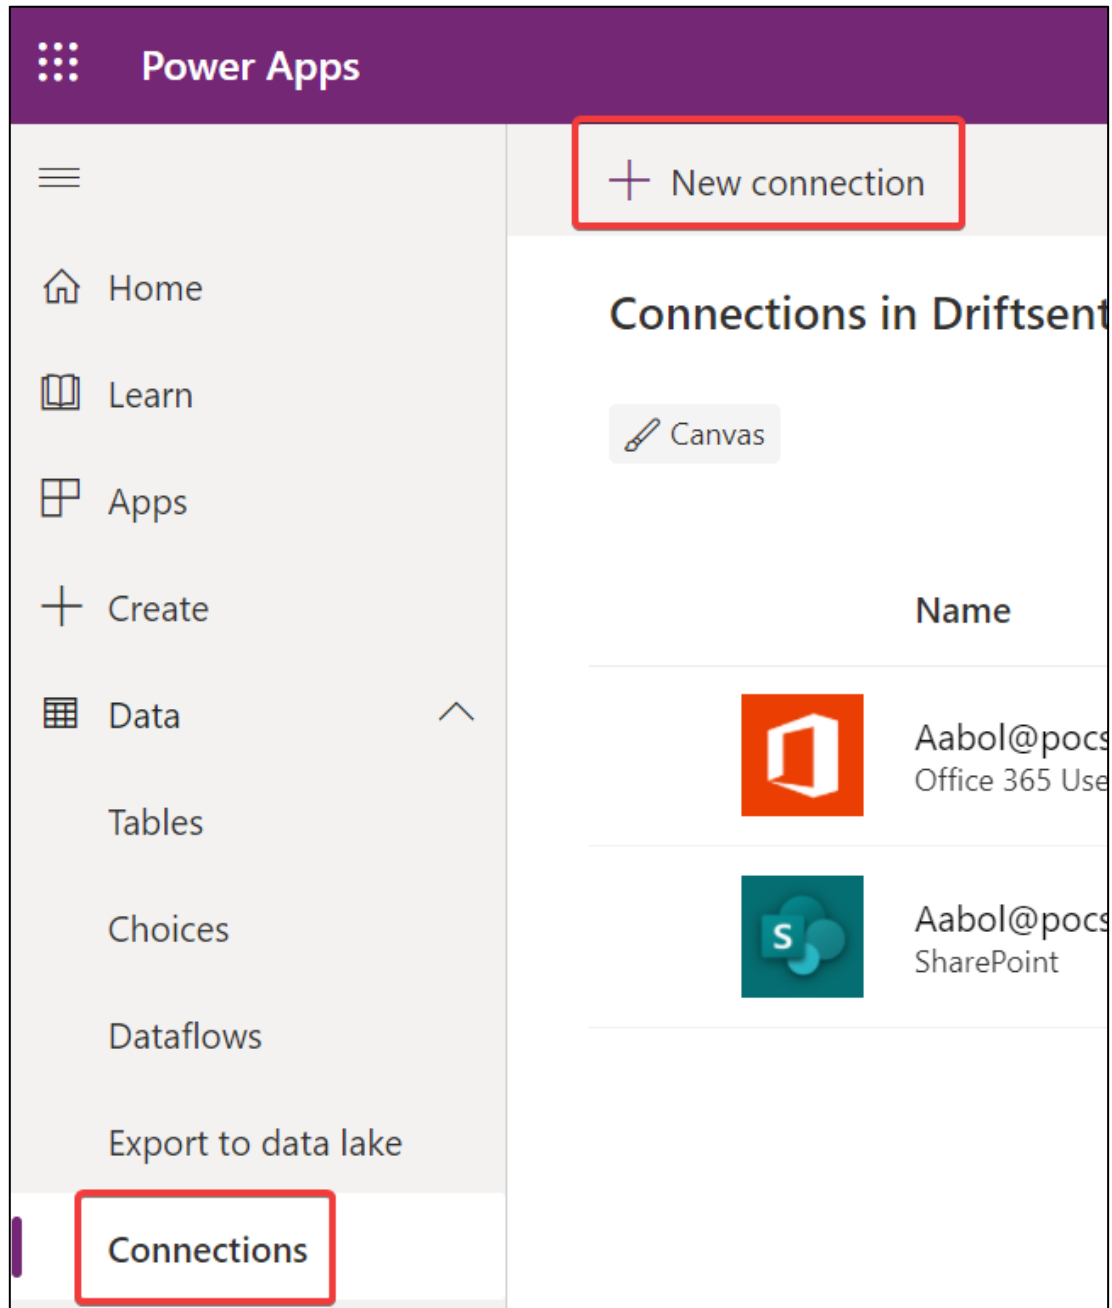 Power Apps
New connection
Home
Learn
Apps
Create
Data
Tables
Choices
Dataflows
Export to data lake
Connections
Connections in Driftsent
Canvas
Name
Aabol@pocs
Office 365 Use
S
Aabol@pocs
SharePoint